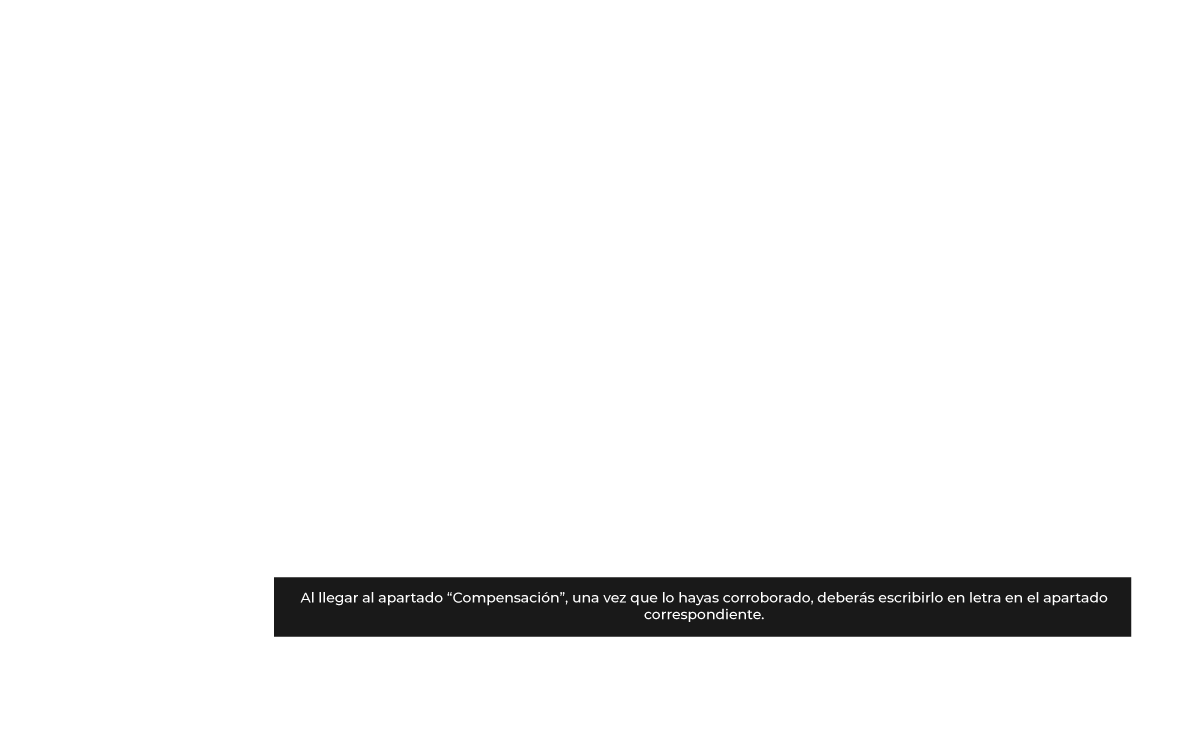 Al llegar al apartado “Compensación”, una vez que lo hayas corroborado, deberás escribirlo en letra en el apartado
correspondiente.